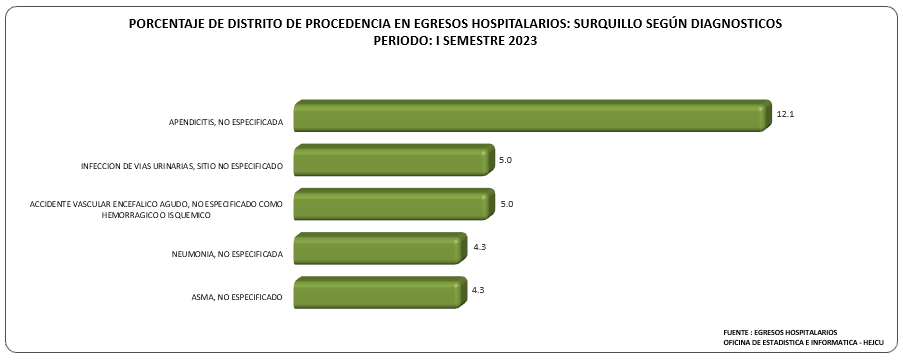 PORCENTAJE DE DISTRITO DE PROCEDENCIA EN EGRESOS HOSPITALARIOS: SURQUILLO SEGÚN DIAGNOSTICOS
PERIODO: I SEMESTRE 2023
APENDICITIS, NO ESPECIFICADA
12.1
INFECCION DE VIAS URINARIAS, SITIO NO ESPECIFICADO
5.0
ACCIDENTE VASCULAR ENCEFALICO AGUDO, NO ESPECIFICADO COMO
HEMORRAGICO O ISQUEMICO
5.0
NEUMONIA, NO ESPECIFICADA
4.3
ASMA, NO ESPECIFICADO
4.3
FUENTE : EGRESOS HOSPITALARIOS
OFICINA DE ESTADISTICA E INFORMATICA - HEJCU